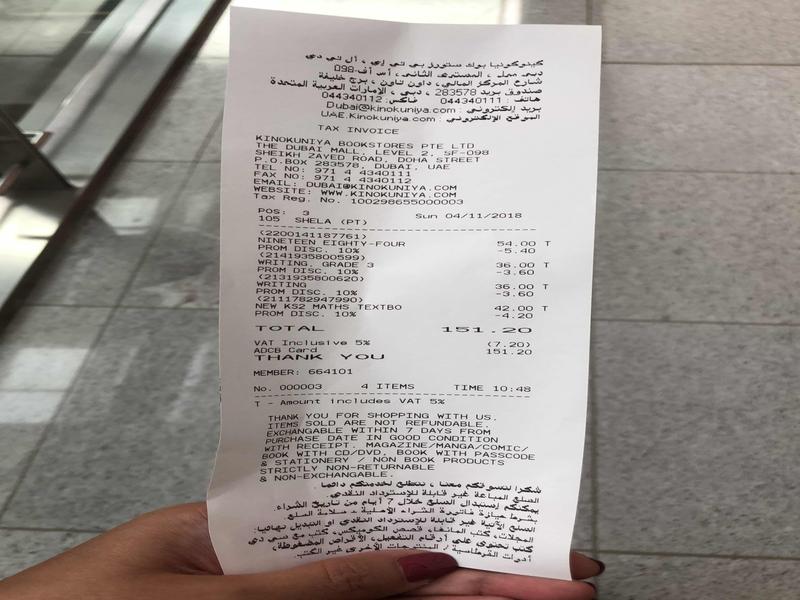 كينوكونيا بوك ستورز بي تي إي ، أل تي دي
دبي مول ، المستوى الثاني ، أس أف-098
شارع المركز المالي ، داون تاون ، برج خليفة
صندوق بريد 283578 ، دبي ، الإمارات العربية المتحدة
هاتف : 044340111 فاكس: 044340112
بريد إلكتروني : Dubai@kinokuniya.com
الموقع الإلكتروني : UAE.Kinokuniya.com
TAX INVOICE
KINOKUNIYA BOOKSTORES PTE LTD
THE DUBAI MALL, LEVEL 2, SF-098
SHEIKH ZAYED ROAD, DOHA STREET
P.O.BOX 283578, DUBAI, UAE
TEL NO: 971 4 4340111
FAX NO: 971 4 4340112
EMAIL: DUBAI@KINOKUNIYA.COM
WEBSITE: WWW.KINOKUNIYA.COM
Tax Reg. No. 100298655000003
POS: 3 Sun 04/11/2018
105 SHELA (PT)
(2200141187761)
NINETEEN EIGHTY-FOUR 54.00 T
PROM DISC. 10% -5.40
(2141935800599)
WRITING, GRADE 3 36.00 T
PROM DISC. 10% -3.60
(2131935800620)
WRITING 36.00 T
PROM DISC. 10% -3.60
(2111782947990)
NEW KS2 MATHS TEXTBO 42.00 T
PROM DISC. 10% -4.20
TOTAL 151.20
VAT Inclusive 5% (7.20)
ADCB Card 151.20
THANK YOU
MEMBER: 664101
No. 000003 4 ITEMS TIME 10:48
T - Amount includes VAT 5%
THANK YOU FOR SHOPPING WITH US.
ITEMS SOLD ARE NOT REFUNDABLE.
EXCHANGABLE WITHIN 7 DAYS FROM
PURCHASE DATE IN GOOD CONDITION
WITH RECEIPT. MAGAZINE/MANGA/COMIC/
BOOK WITH CD/DVD, BOOK WITH PASSCODE
& STATIONERY / NON BOOK PRODUCTS
STRICTLY NON-RETURNABLE
& NON-EXCHANGABLE.
شكرا لتسوقكم معنا ، نتطلع لخدمتكم دائما .
السلع المباعة غير قابلة للإسترداد النقدي.
يمكنكم إستبدال السلع خلال 7 أيام من تاريخ الشراء.
بشرط حيازة فاتورة الشراء الأصلية ، سلامة السلع.
السلع الآتية غير قابلة للإسترداد النقدي أو التبديل نهائيا:
المجلات، كتب المانغا، قصص الكوميكس، كتب مع سي دي
كتب تحتوي على أرقام التفعيل، الأقراص المضغوطة،
أدوات القرطاسية / المنتوجات الأخرى غير الكتب.